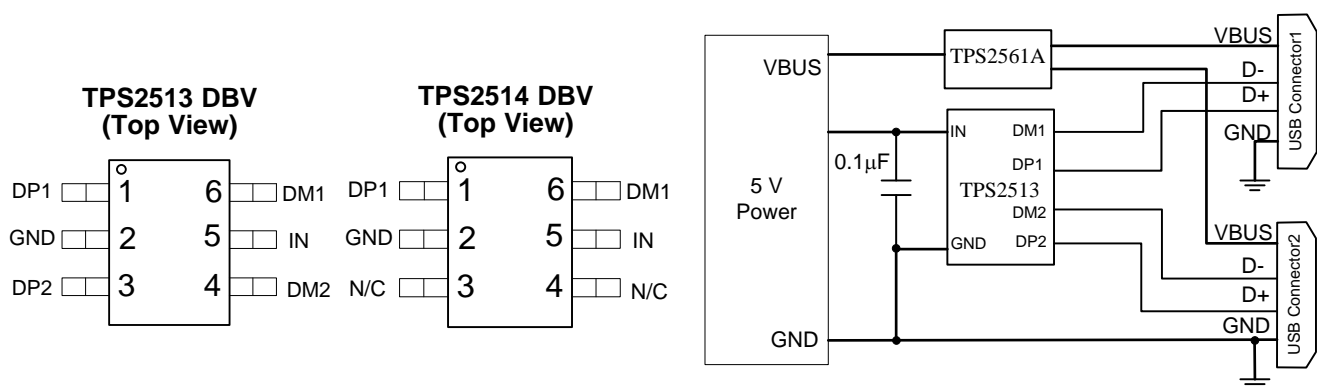 TPS2513 DBV
(Top View)
DP1
1
6
DM1
GND
2
5
IN
DP2
3
4
DM2
TPS2514 DBV
(Top View)
DP1
1
6
DM1
GND
2
5
IN
N/C
3
4
N/C
VBUS
5 V
Power
GND
0.1µF
TPS2561A
IN
DM1
DP1
TPS2513
DM2
GND
DP2
VBUS
D-
D+
GND
USB Connector1
VBUS
D-
D+
GND
USB Connector2